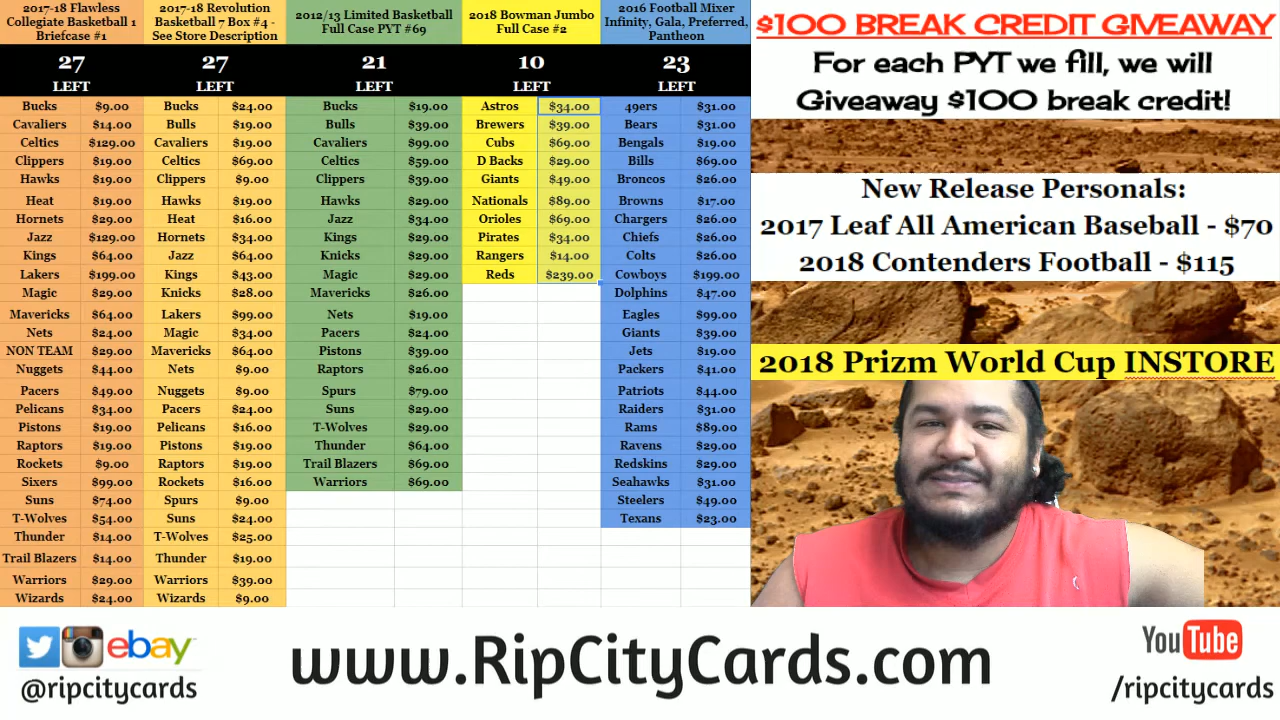 2017-18 Flawless
Collegiate Basketball 1
Briefcase #1
27
LEFT
Bucks $9.00
Cavaliers $14.00
Celtics $129.00
Clippers $19.00
Hawks $19.00
Heat $19.00
Hornets $29.00
Jazz $129.00
Kings $64.00
Lakers $199.00
Magic $29.00
Mavericks $64.00
Nets $24.00
NON TEAM $29.00
Nuggets $44.00
Pacers $49.00
Pelicans $34.00
Pistons $19.00
Raptors $19.00
Rockets $9.00
Sixers $99.00
Suns $74.00
T-Wolves $54.00
Thunder $14.00
Trail Blazers $14.00
Warriors $29.00
Wizards $24.00
2017-18 Revolution
Basketball 7 Box #4 -
See Store Description
27
LEFT
Bucks $24.00
Bulls $19.00
Cavaliers $19.00
Celtics $69.00
Clippers $9.00
Hawks $19.00
Heat $16.00
Hornets $34.00
Jazz $64.00
Kings $43.00
Knicks $28.00
Lakers $99.00
Magic $34.00
Mavericks $64.00
Nets $9.00
Nuggets $9.00
Pacers $24.00
Pelicans $16.00
Pistons $19.00
Raptors $19.00
Rockets $16.00
Spurs $9.00
Suns $24.00
T-Wolves $25.00
Thunder $19.00
Warriors $39.00
Wizards $9.00
2012/13 Limited Basketball
Full Case PYT #69
21
LEFT
Bucks $19.00
Bulls $39.00
Cavaliers $99.00
Celtics $59.00
Clippers $39.00
Hawks $29.00
Jazz $34.00
Kings $29.00
Knicks $29.00
Magic $29.00
Mavericks $26.00
Nets $19.00
Pacers $24.00
Pistons $39.00
Raptors $26.00
Spurs $79.00
Suns $29.00
T-Wolves $29.00
Thunder $64.00
Trail Blazers $69.00
Warriors $69.00
2018 Bowman Jumbo
Full Case #2
10
LEFT
Astros $34.00
Brewers $39.00
Cubs $69.00
D Backs $29.00
Giants $49.00
Nationals $89.00
Orioles $69.00
Pirates $34.00
Rangers $14.00
Reds $239.00
2016 Football Mixer
Infinity, Gala, Preferred,
Pantheon
23
LEFT
49ers $31.00
Bears $31.00
Bengals $19.00
Bills $69.00
Broncos $26.00
Browns $17.00
Chargers $26.00
Chiefs $26.00
Colts $26.00
Cowboys $199.00
Dolphins $47.00
Eagles $99.00
Giants $39.00
Jets $19.00
Packers $41.00
Patriots $44.00
Raiders $31.00
Rams $89.00
Ravens $29.00
Redskins $29.00
Seahawks $31.00
Steelers $49.00
Texans $23.00
$100 BREAK CREDIT GIVEAWAY
For each PYT we fill, we will
Giveaway $100 break credit!
New Release Personals:
2017 Leaf All American Baseball - $70
2018 Contenders Football - $115
2018 Prizm World Cup INSTORE
ebay
@ripcitycards
www.RipCityCards.com
YouTube
/ripcitycards